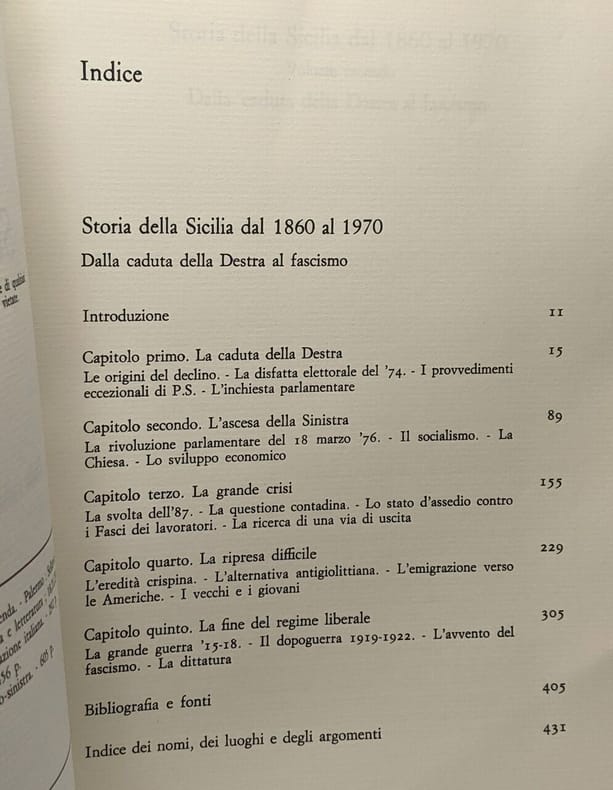 Indice
Storia della Sicilia dal 1860 al 1970
Dalla caduta della Destra al fascismo
Introduzione 11
Capitolo primo. La caduta della Destra 15
Le origini del declino. - La disfatta elettorale del '74. - I provvedimenti
eccezionali di P.S. - L'inchiesta parlamentare
Capitolo secondo. L'ascesa della Sinistra 89
La rivoluzione parlamentare del 18 marzo '76. - Il socialismo. - La
Chiesa. - Lo sviluppo economico
Capitolo terzo. La grande crisi 155
La svolta dell'87. - La questione contadina. - Lo stato d'assedio contro
i Fasci dei lavoratori. - La ricerca di una via di uscita
Capitolo quarto. La ripresa difficile 229
L'eredità crispina. - L'alternativa antigiolittiana. - L'emigrazione verso
le Americhe. - I vecchi e i giovani
Capitolo quinto. La fine del regime liberale 305
La grande guerra '15-18. - Il dopoguerra 1919-1922. - L'avvento del
fascismo. - La dittatura
Bibliografia e fonti 405
Indice dei nomi, dei luoghi e degli argomenti 431